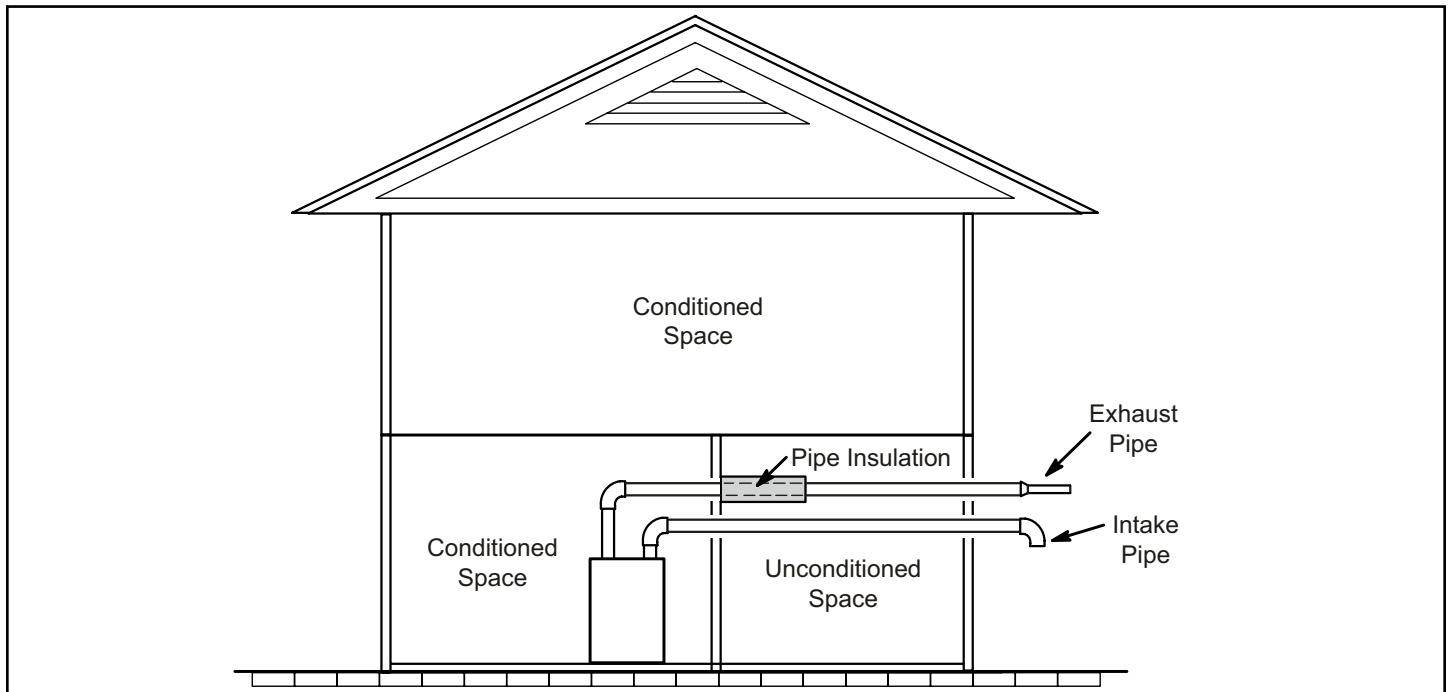 Conditioned
Space
Exhaust
Pipe
Pipe Insulation
Intake
Pipe
Conditioned
Space
Unconditioned
Space